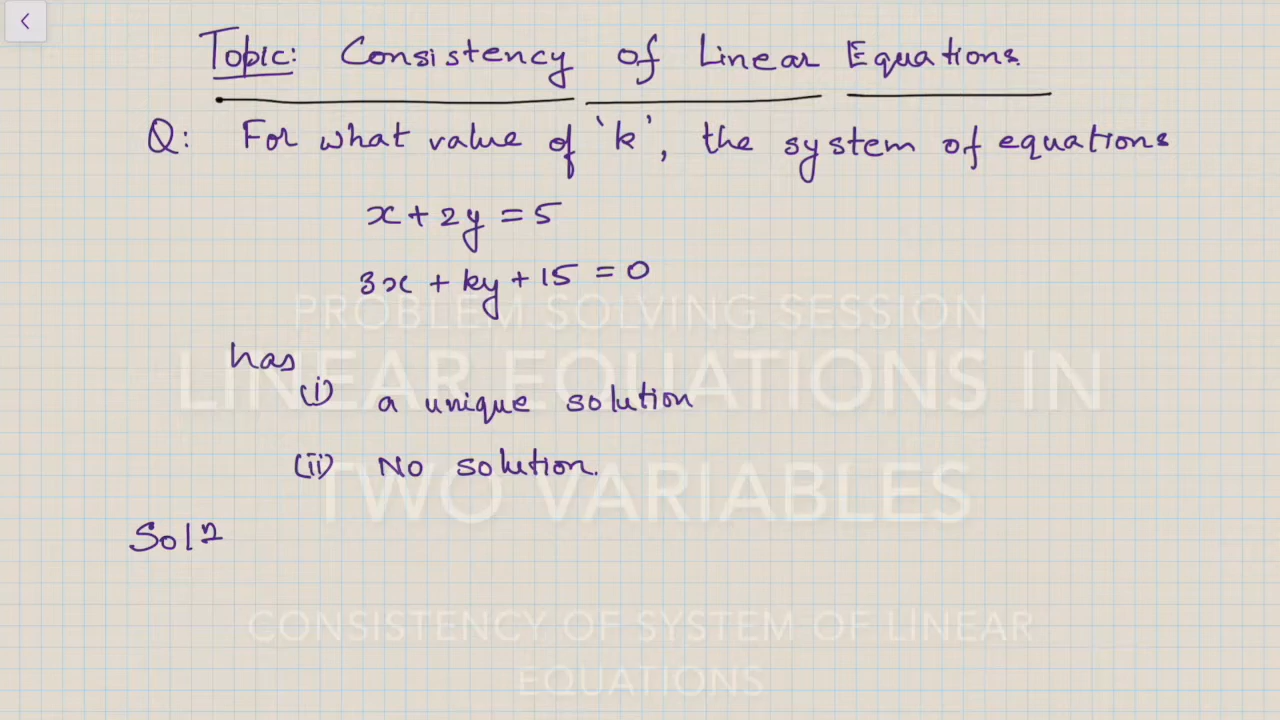 Topic: Consistency of Linear Equations.
Q: For what value of 'k', the system of equations
x + 2y = 5
3x + ky + 15 = 0
PROBLEM SOLVING SESSION
has
LINEAR EQUATIONS IN
(i) a unique solution
(ii) No solution.
TWO VARIABLES
Soln
CONSISTENCY OF SYSTEM OF LINEAR
EQUATIONS